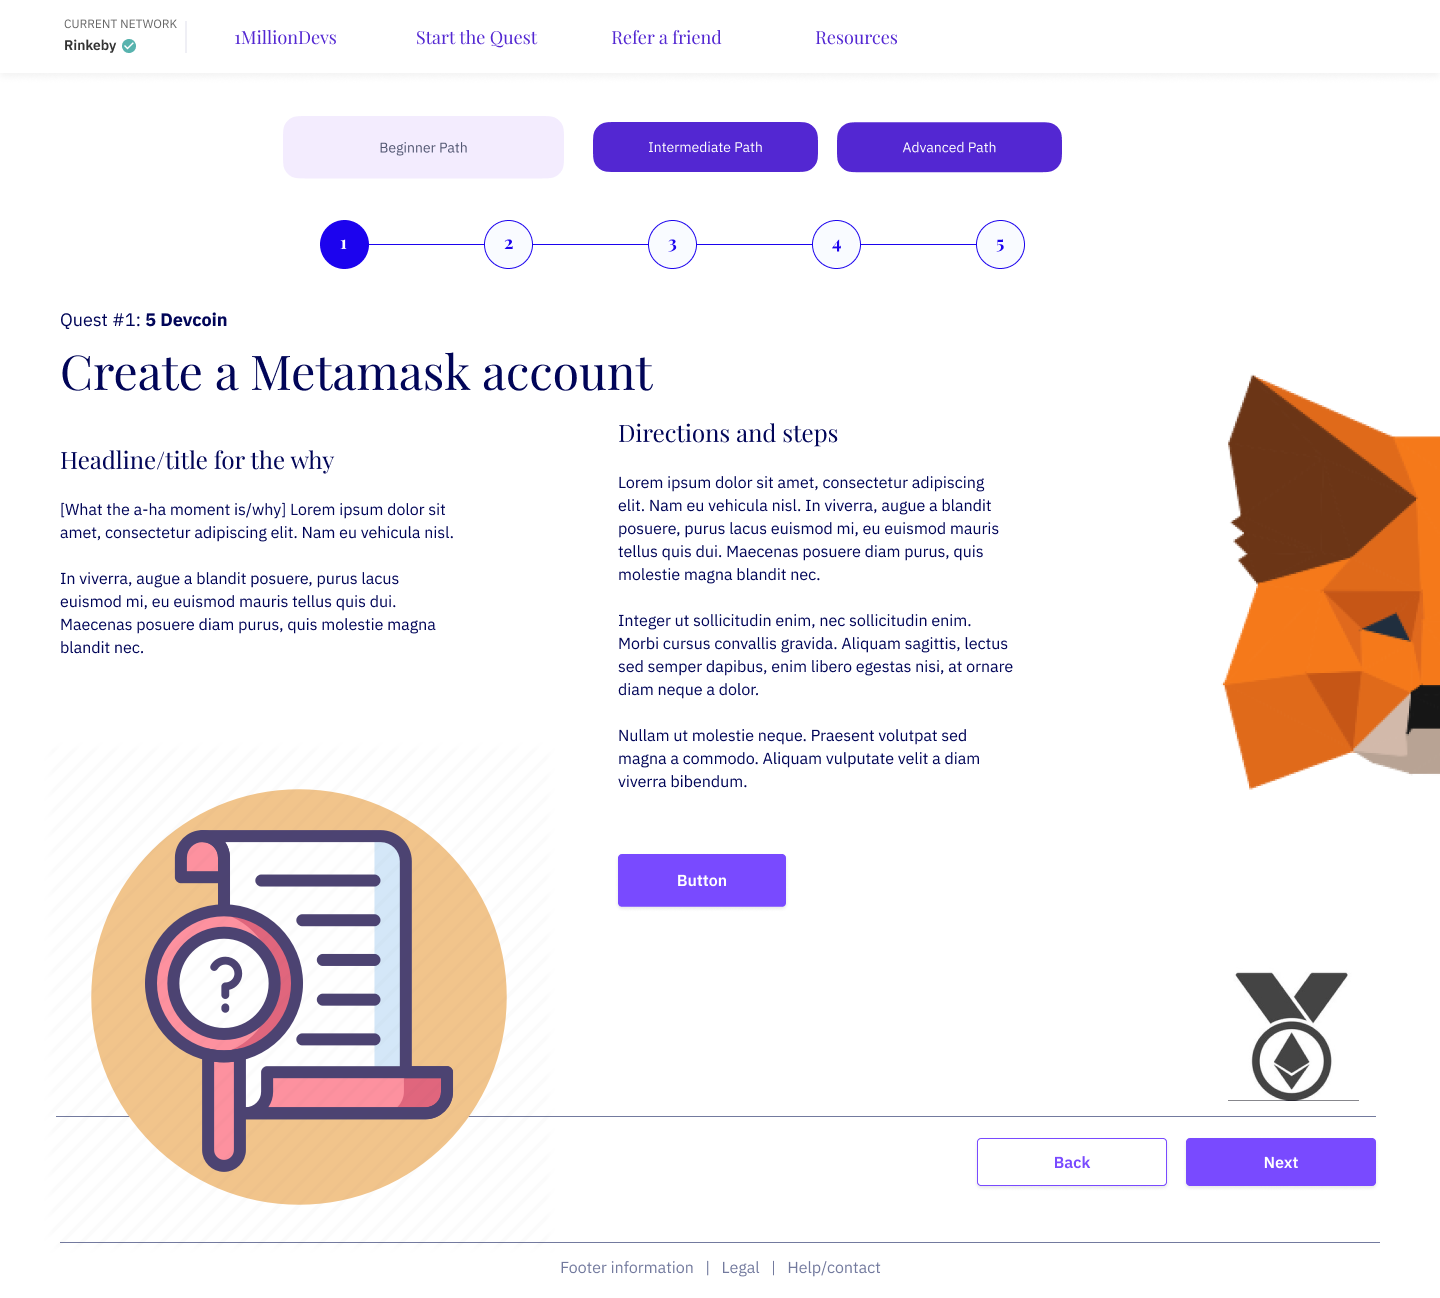 CURRENT NETWORK
Rinkeby
1MillionDevs
Start the Quest
Refer a friend
Resources
Beginner Path
Intermediate Path
Advanced Path
1
2
3
4
5
Quest #1: 5 Devcoin
Create a Metamask account
Headline/title for the why
[What the a-ha moment is/why] Lorem ipsum dolor sit
amet, consectetur adipiscing elit. Nam eu vehicula nisl.
In viverra, augue a blandit posuere, purus lacus
euismod mi, eu euismod mauris tellus quis dui.
Maecenas posuere diam purus, quis molestie magna
blandit nec.
Directions and steps
Lorem ipsum dolor sit amet, consectetur adipiscing
elit. Nam eu vehicula nisl. In viverra, augue a blandit
posuere, purus lacus euismod mi, eu euismod mauris
tellus quis dui. Maecenas posuere diam purus, quis
molestie magna blandit nec.
Integer ut sollicitudin enim, nec sollicitudin enim.
Morbi cursus convallis gravida. Aliquam sagittis, lectus
sed semper dapibus, enim libero egestas nisi, at ornare
diam neque a dolor.
Nullam ut molestie neque. Praesent volutpat sed
magna a commodo. Aliquam vulputate velit a diam
viverra bibendum.
Button
?
Back
Next
Footer information | Legal | Help/contact